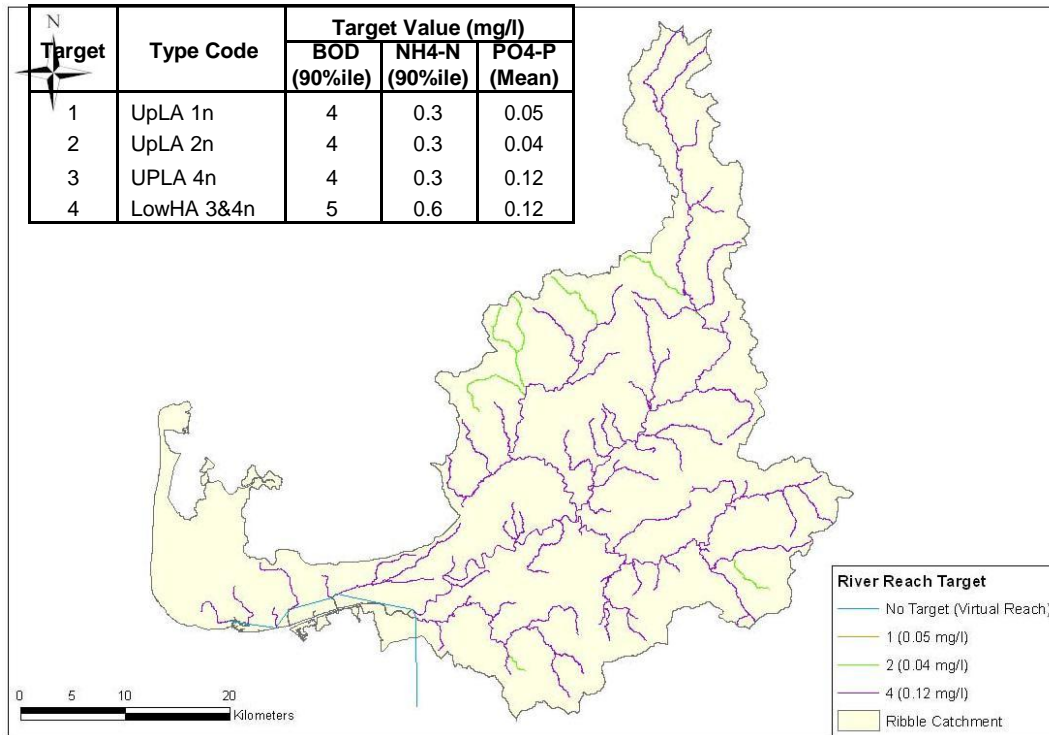 N
Target Type Code Target Value (mg/l)
BOD NH4-N PO4-P
(90%ile) (90%ile) (Mean)
1 UpLA 1n 4 0.3 0.05
2 UpLA 2n 4 0.3 0.04
3 UPLA 4n 4 0.3 0.12
4 LowHA 3&4n 5 0.6 0.12
River Reach Target
No Target (Virtual Reach)
1 (0.05 mg/l)
2 (0.04 mg/l)
4 (0.12 mg/l)
Ribble Catchment
0 5 10 20
Kilometers